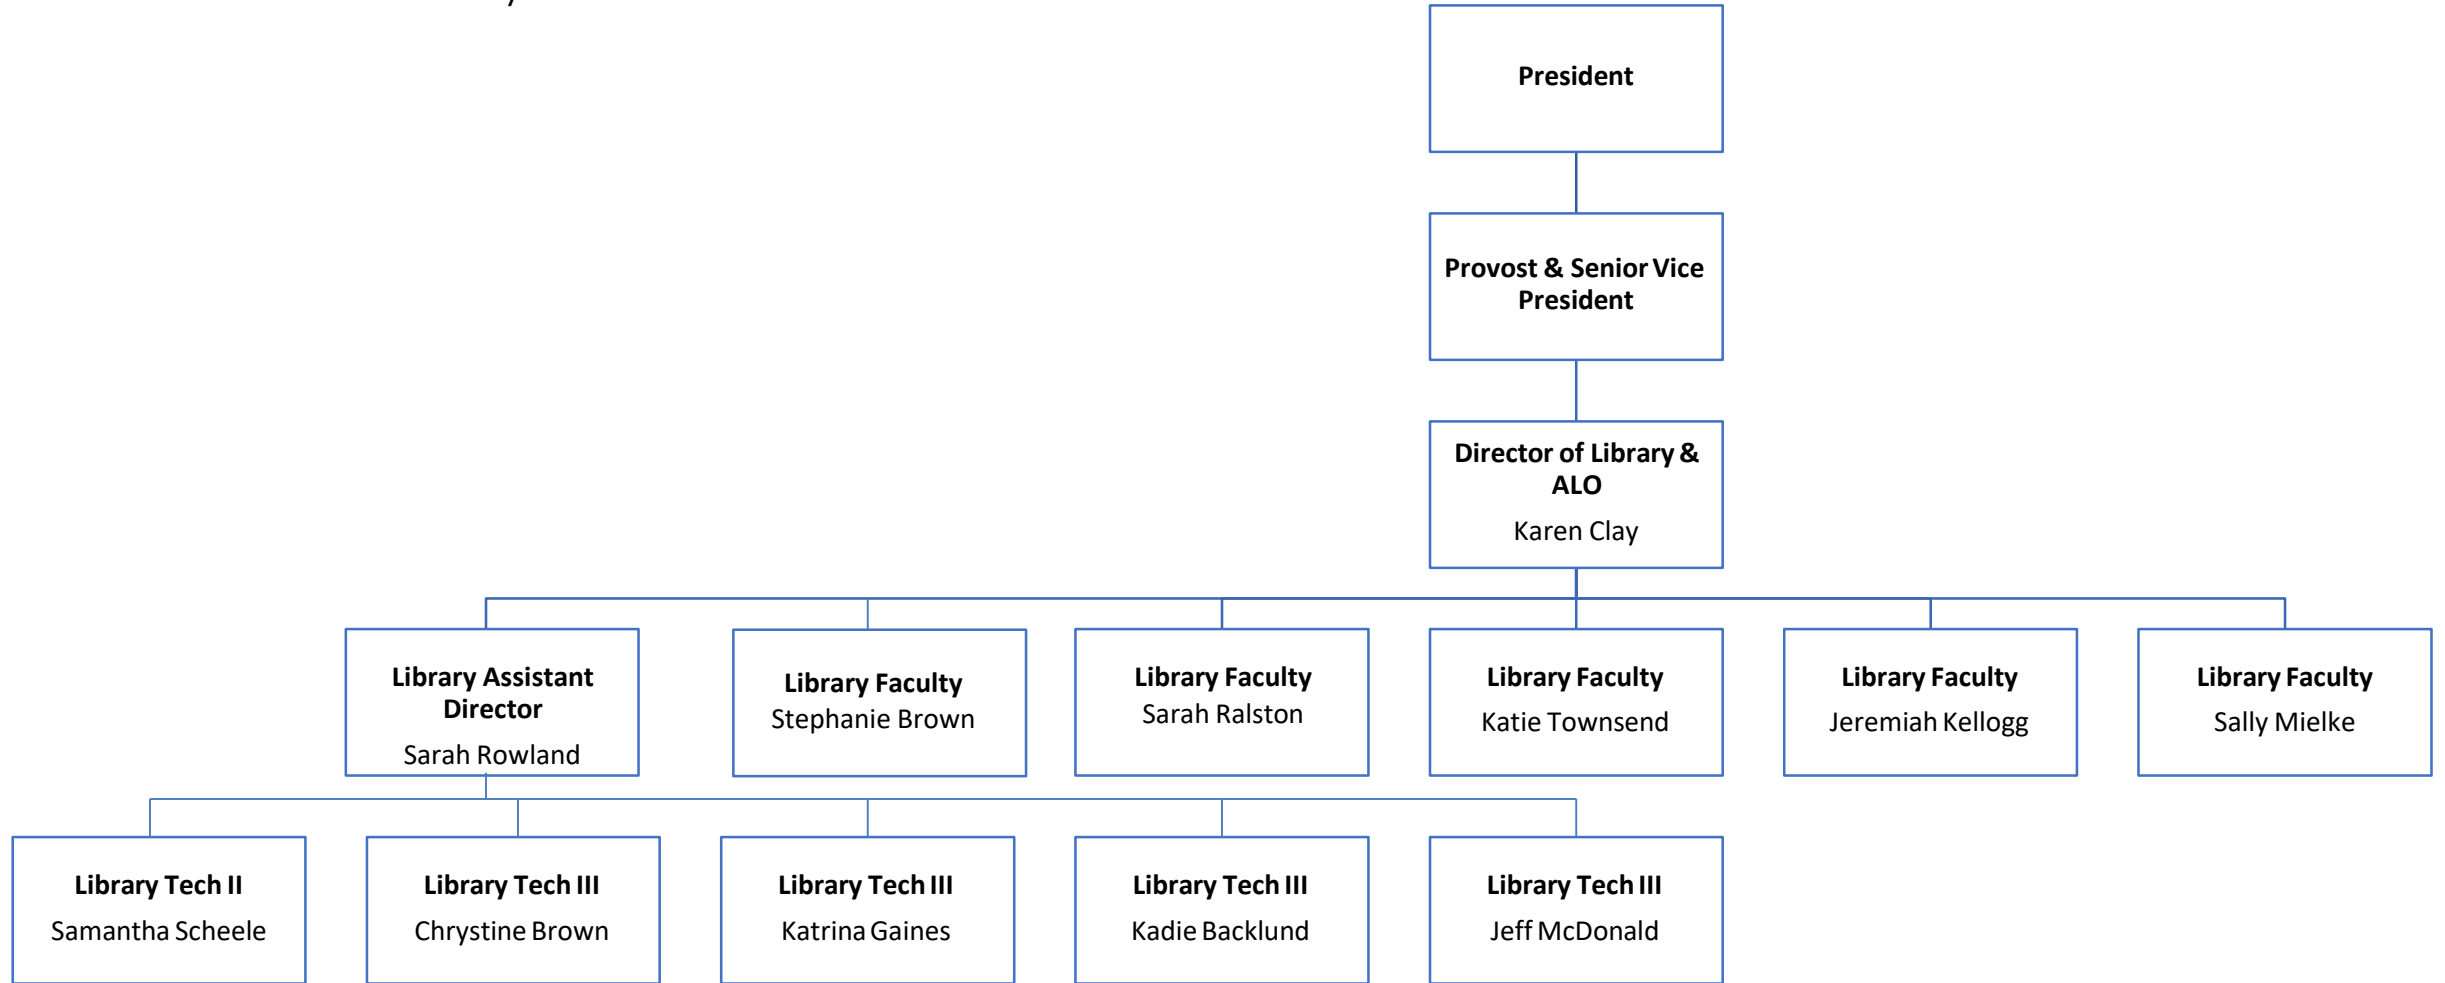 President
Provost & Senior Vice
President
Director of Library &
ALO
Karen Clay
Library Assistant
Director
Sarah Rowland
Library Faculty
Stephanie Brown
Library Faculty
Sarah Ralston
Library Faculty
Katie Townsend
Library Faculty
Jeremiah Kellogg
Library Faculty
Sally Mielke
Library Tech II
Samantha Scheele
Library Tech III
Chrystine Brown
Library Tech III
Katrina Gaines
Library Tech III
Kadie Backlund
Library Tech III
Jeff McDonald